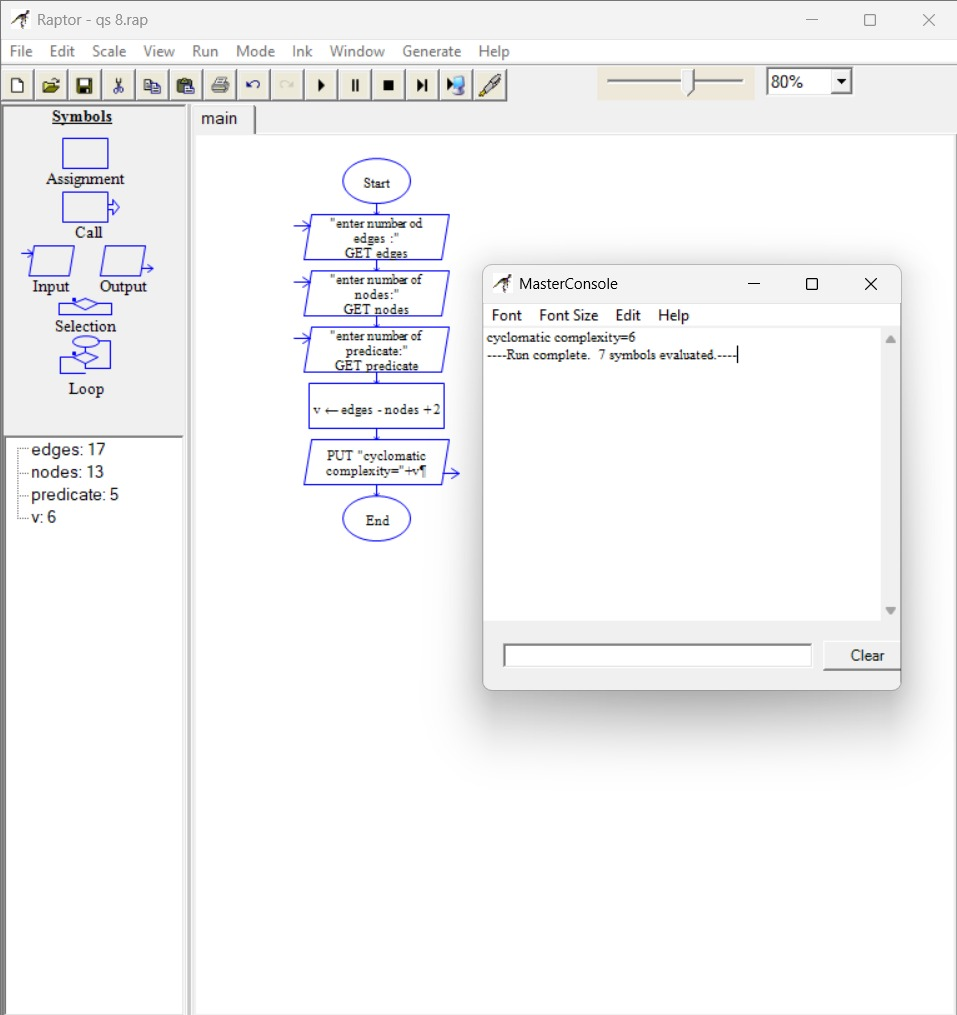 Raptor - qs 8.rap
File Edit Scale View Run Mode Ink Window Generate Help
80%
Symbols
Assignment
Call
Input Output
Selection
Loop
edges: 17
nodes: 13
predicate: 5
v: 6
main
Start
"enter number od
edges :"
GET edges
"enter number of
nodes:"
GET nodes
"enter number of
predicate:"
GET predicate
v ← edges - nodes +2
PUT "cyclomatic
complexity="+v¶
End
MasterConsole
Font Font Size Edit Help
cyclomatic complexity=6
----Run complete. 7 symbols evaluated.----
Clear